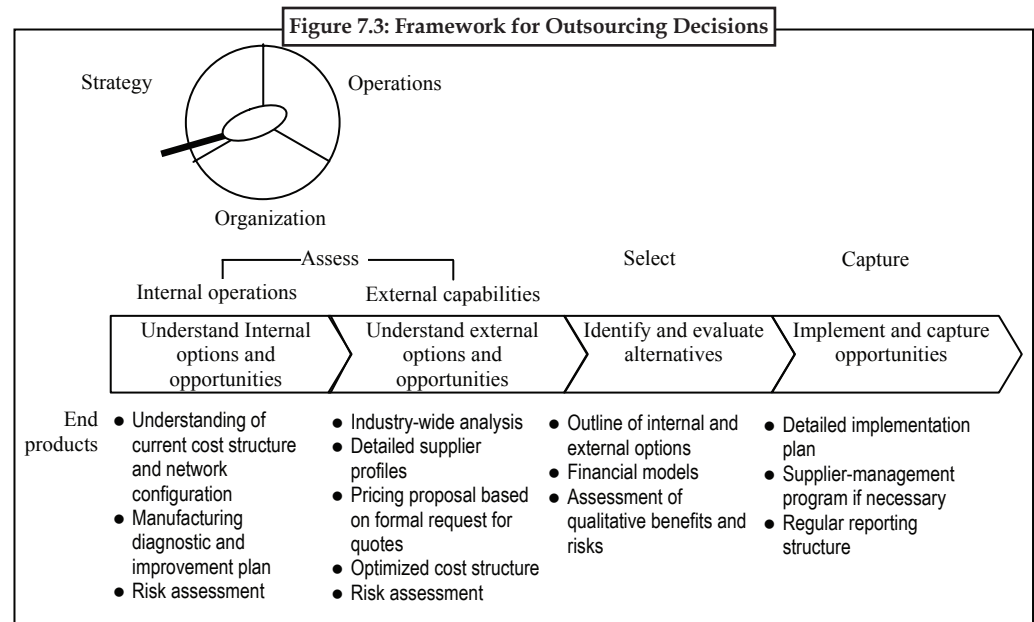 Figure 7.3: Framework for Outsourcing Decisions
Strategy
Operations
Organization
Assess
Select
Capture
Internal operations
External capabilities
Understand Internal
options and
opportunities
Understand external
options and
opportunities
Identify and evaluate
alternatives
Implement and capture
opportunities
End
products
● Understanding of
current cost structure
and network
configuration
● Manufacturing
diagnostic and
improvement plan
● Risk assessment
● Industry-wide analysis
● Detailed supplier
profiles
● Pricing proposal based
on formal request for
quotes
● Optimized cost structure
● Risk assessment
● Outline of internal and
external options
● Financial models
● Assessment of
qualitative benefits and
risks
● Detailed implementation
plan
● Supplier-management
program if necessary
● Regular reporting
structure